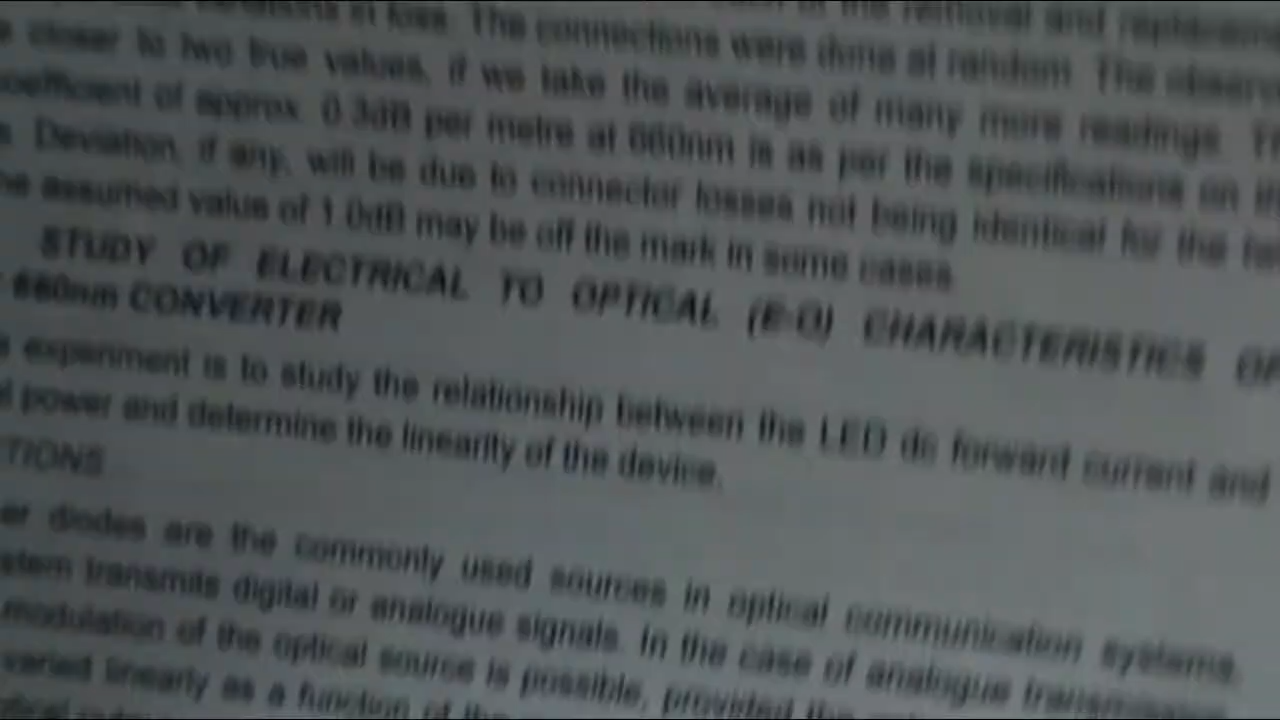 variations in loss. The connections were done at random. The
closer to two true values, if we take the average of many more readings.
coefficient of approx. 0.3dB per metre at 660nm is as per the specifications on
Deviation, if any, will be due to connector losses not being identical for the
assumed value of 1.0dB may be off the mark in some cases.
STUDY OF ELECTRICAL TO OPTICAL (E-O) CHARACTERISTICS OF
660nm CONVERTER
experiment is to study the relationship between the LED dc forward current and
power and determine the linearity of the device.
diodes are the commonly used sources in optical communication systems.
transmits digital or analogue signals. In the case of analogue
modulation of the optical source is possible, provided the
varied linearly as a function of the